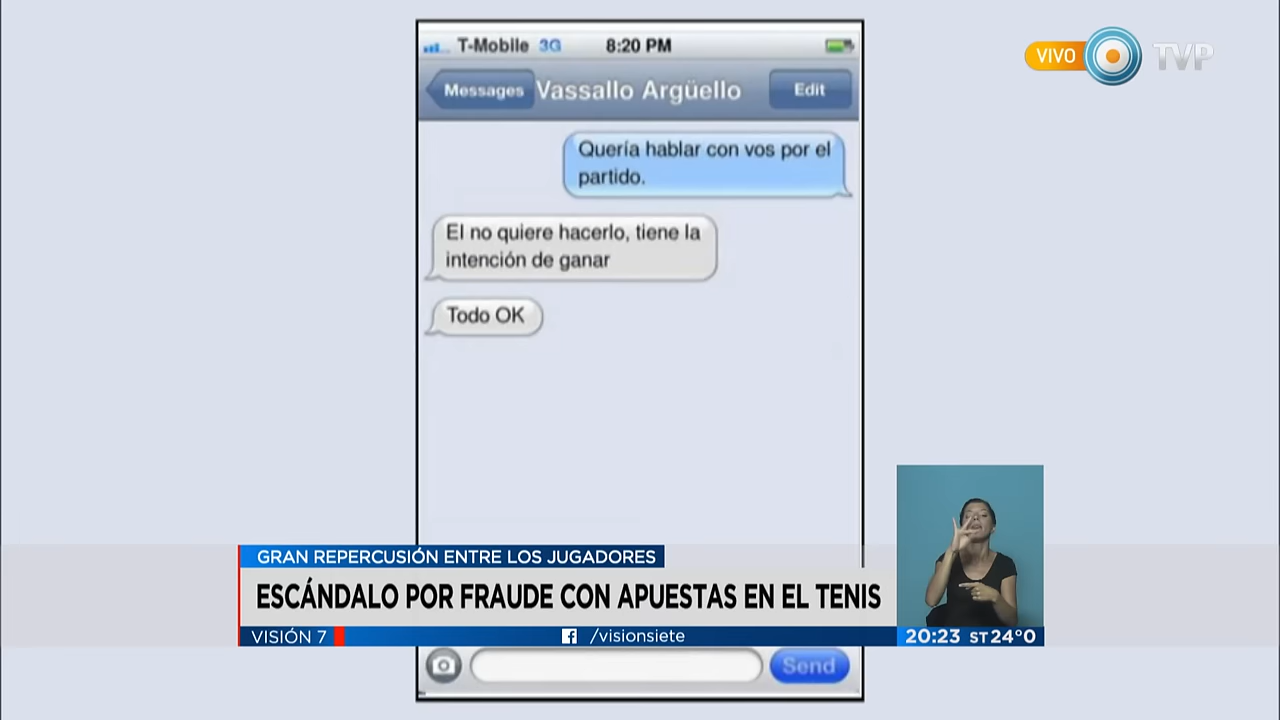 T-Mobile 3G 8:20 PM
VIVO TVP
Messages Vassallo Argüello Edit
Quería hablar con vos por el
partido.
El no quiere hacerlo, tiene la
intención de ganar
Todo OK
GRAN REPERCUSIÓN ENTRE LOS JUGADORES
ESCÁNDALO POR FRAUDE CON APUESTAS EN EL TENIS
VISIÓN 7 /visionsiete 20:23 ST 24°0
Send